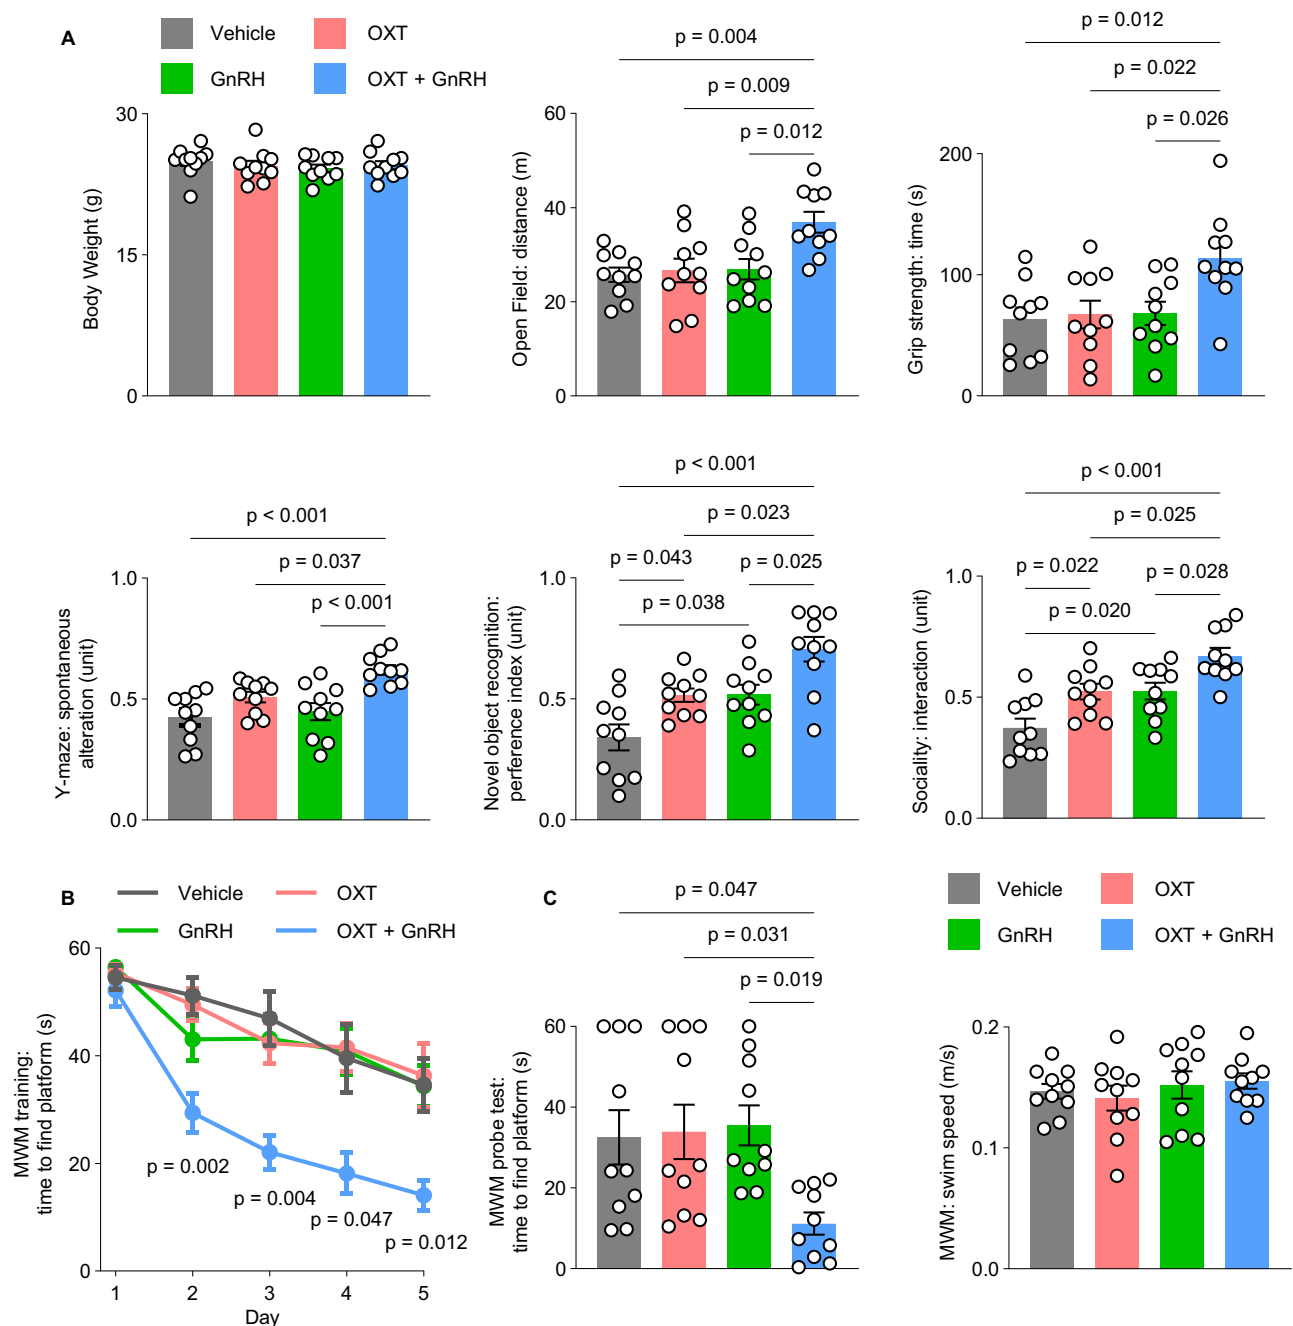 A
Vehicle
OXT
GnRH
OXT + GnRH
Body Weight (g)
30
15
0
p = 0.004
p = 0.009
p = 0.012
Open Field: distance (m)
60
40
20
0
p = 0.012
p = 0.022
p = 0.026
Grip strength: time (s)
200
100
0
p < 0.001
p = 0.037
p < 0.001
Y-maze: spontaneous
alteration (unit)
1.0
0.5
0.0
p < 0.001
p = 0.023
p = 0.043
p = 0.025
p = 0.038
Novel object recognition:
perference index (unit)
1.0
0.5
0.0
p < 0.001
p = 0.025
p = 0.022
p = 0.028
p = 0.020
Sociality: interaction (unit)
1.0
0.5
0.0
B
Vehicle
OXT
GnRH
OXT + GnRH
MWM training:
time to find platform (s)
60
40
20
0
p = 0.002
p = 0.004
p = 0.047
p = 0.012
1
2
3
4
5
Day
C
p = 0.047
p = 0.031
p = 0.019
MWM probe test:
time to find platform (s)
60
40
20
0
Vehicle
OXT
GnRH
OXT + GnRH
MWM: swim speed (m/s)
0.2
0.1
0.0